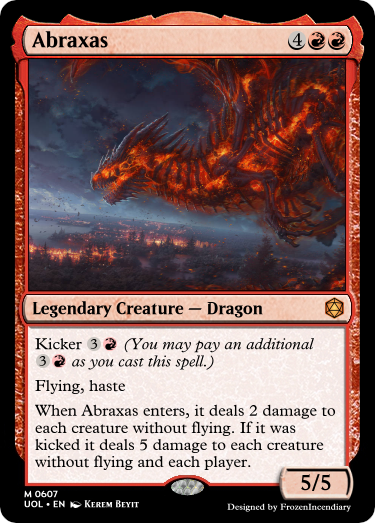 Abraxas 4
Legendary Creature — Dragon
Kicker 3 (You may pay an additional
3 as you cast this spell.)
Flying, haste
When Abraxas enters, it deals 2 damage to
each creature without flying. If it was
kicked it deals 5 damage to each creature
without flying and each player.
5/5
M 0607
UOL • EN Kerem Beyit
Designed by FrozenIncendiary